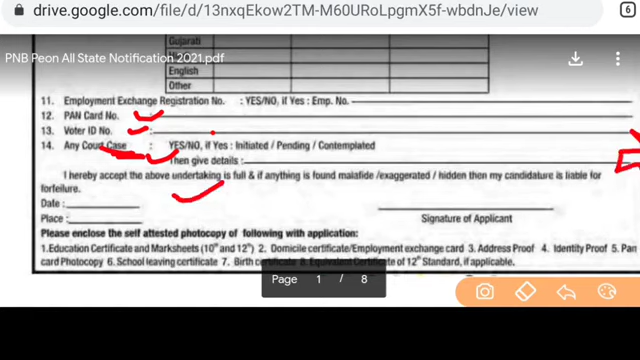 drive.google.com/file/d/13nxqEkow2TM-M60URoLpgmX5f-wbdnJe/view
6
PNB Peon All State Notification 2021.pdf
Gujarati
English
Other
11. Employment Exchange Registration No. : YES/NO, if Yes : Emp. No.
12. PAN Card No. :
13. Voter ID No. :
14. Any Court Case : YES/NO, if Yes : Initiated / Pending / Contemplated
Then give details :
I hereby accept the above undertaking is full & if anything is found malafide /exaggerated / hidden then my candidature is liable for
forfeilure.
Date :
Place :
Signature of Applicant
Please enclose the self attested photocopy of following with application:
1.Education Certificate and Marksheets (10th and 12th) 2. Domicile certificate/Employment exchange card 3. Address Proof 4. Identity Proof 5. Pan
card Photocopy 6. School leaving certificate 7. Birth certificate 8. Equivalent Certificate of 12th Standard, if applicable.
Page 1 / 8